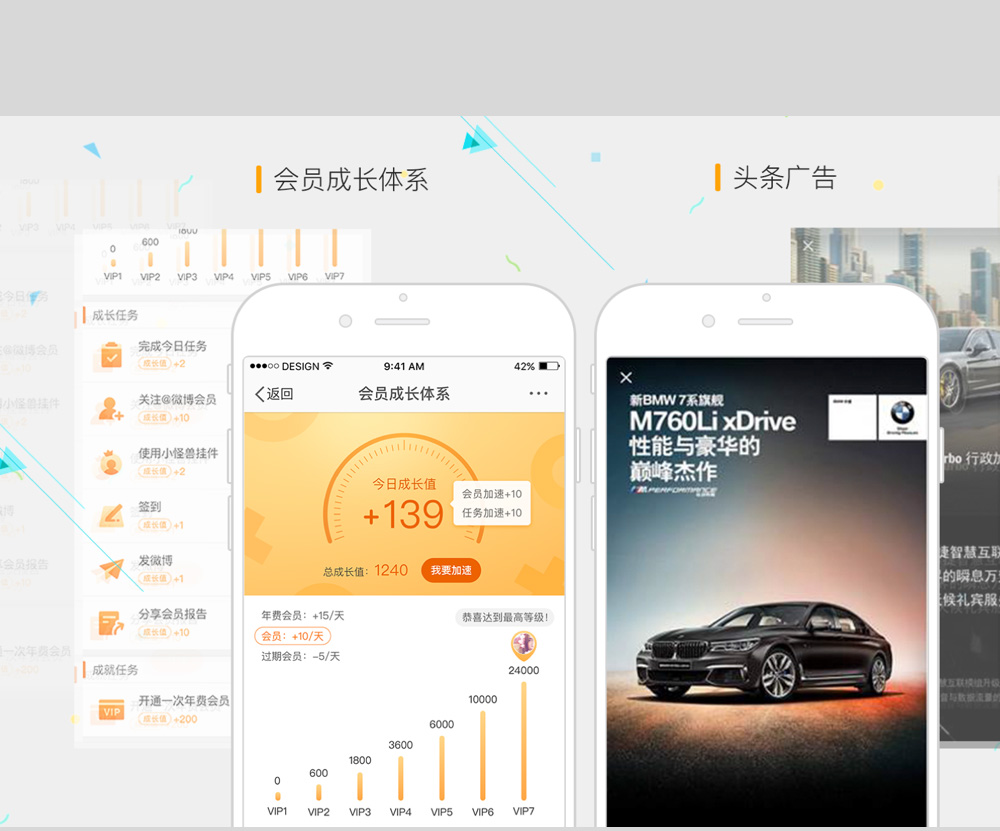 会员成长体系
头条广告
0
600
1800
VIP1
VIP2
VIP3
VIP4
VIP5
VIP6
VIP7
成长任务
完成今日任务
成长值 +2
关注@微博会员
成长值 +10
使用小怪兽挂件
成长值 +2
签到
成长值 +1
发微博
成长值 +1
分享会员报告
成长值 +10
成就任务
VIP
开通一次年费会员
成长值 +200
DESIGN
9:41 AM
42%
返回
会员成长体系
今日成长值
+139
会员加速+10
任务加速+10
总成长值: 1240
我要加速
年费会员: +15/天
会员: +10/天
过期会员: -5/天
恭喜达到最高等级!
24000
10000
6000
3600
1800
600
0
VIP1
VIP2
VIP3
VIP4
VIP5
VIP6
VIP7
新BMW 7系旗舰
M760Li xDrive
性能与豪华的
巅峰杰作
M PERFORMANCE
rbo 行政加
捷智慧互联
的瞬息万
候礼宾服